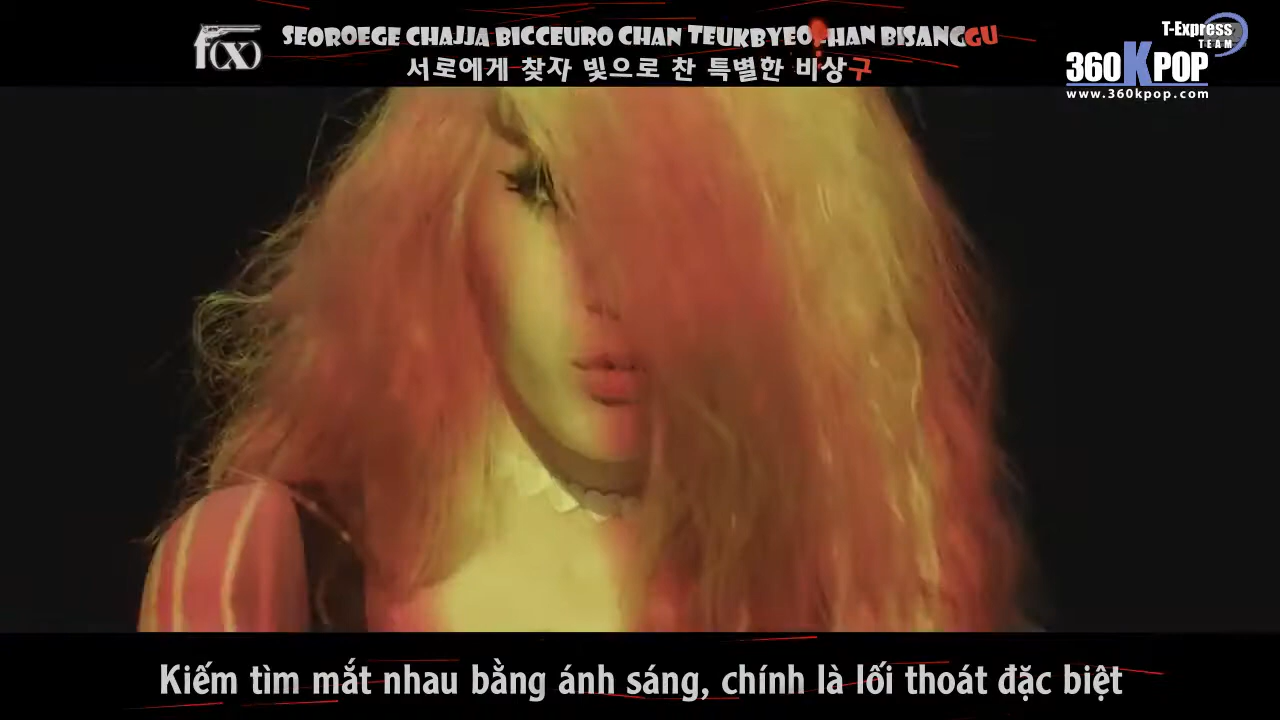 f(x)
SEOROEGE CHAJJA BICCEURO CHAN TEUKBYEOLHAN BISANGGU
서로에게 찾자 빛으로 찬 특별한 비상구
T-Express
TEAM
360KPOP
www.360kpop.com
Kiếm tìm mắt nhau bằng ánh sáng, chính là lối thoát đặc biệt